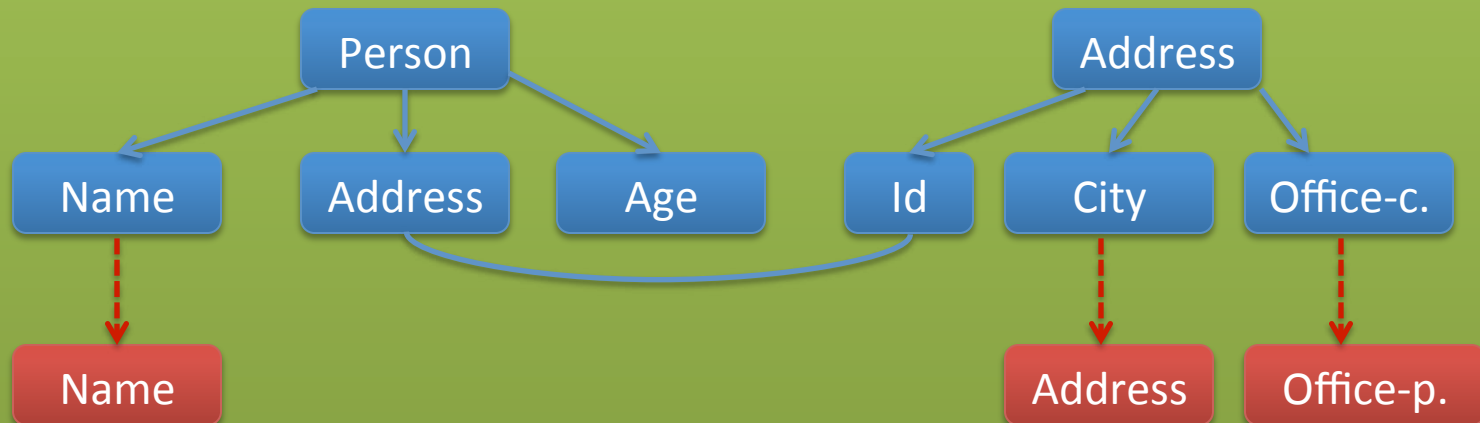 Person
Address
Name
Address
Age
Id
City
Office-c.
Name
Address
Office-p.